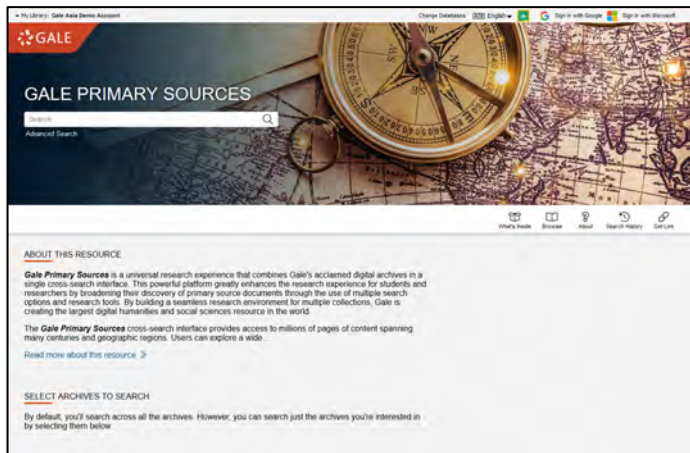 My Library: Gale Asia Demo Account
Change Databases English Sign in with Google Sign in with Microsoft
GALE
GALE PRIMARY SOURCES
Search
Advanced Search
What's Inside Browse About Search History Get Link
ABOUT THIS RESOURCE
Gale Primary Sources is a universal research experience that combines Gale's acclaimed digital archives in a
single cross-search interface. This powerful platform greatly enhances the research experience for students and
researchers by broadening their discovery of primary source documents through the use of multiple search
options and research tools. By building a seamless research environment for multiple collections, Gale is
creating the largest digital humanities and social sciences resource in the world.
The Gale Primary Sources cross-search interface provides access to millions of pages of content spanning
many centuries and geographic regions. Users can explore a wide
Read more about this resource
SELECT ARCHIVES TO SEARCH
By default, you'll search across all the archives. However, you can search just the archives you're interested in
by selecting them below